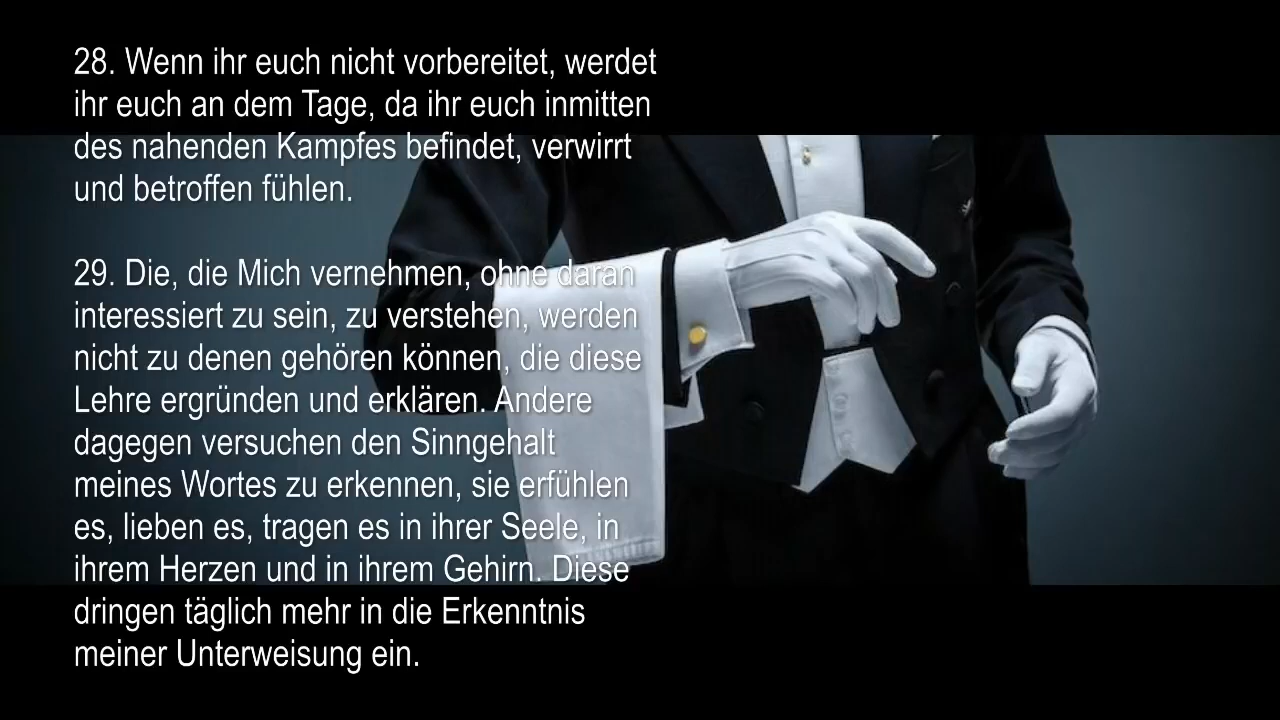 28. Wenn ihr euch nicht vorbereitet, werdet
ihr euch an dem Tage, da ihr euch inmitten
des nahenden Kampfes befindet, verwirrt
und betroffen fühlen.
29. Die, die Mich vernehmen, ohne daran
interessiert zu sein, zu verstehen, werden
nicht zu denen gehören können, die diese
Lehre ergründen und erklären. Andere
dagegen versuchen den Sinngehalt
meines Wortes zu erkennen, sie erfühlen
es, lieben es, tragen es in ihrer Seele, in
ihrem Herzen und in ihrem Gehirn. Diese
dringen täglich mehr in die Erkenntnis
meiner Unterweisung ein.